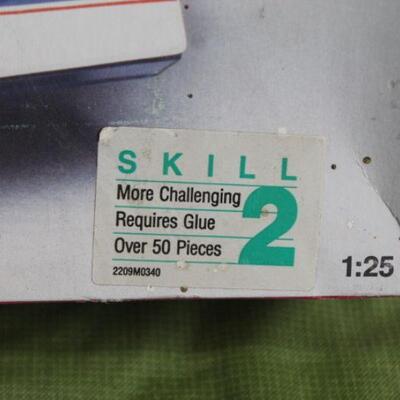 SKILL
More Challenging
Requires Glue
Over 50 Pieces
2
2209M0340
1:25